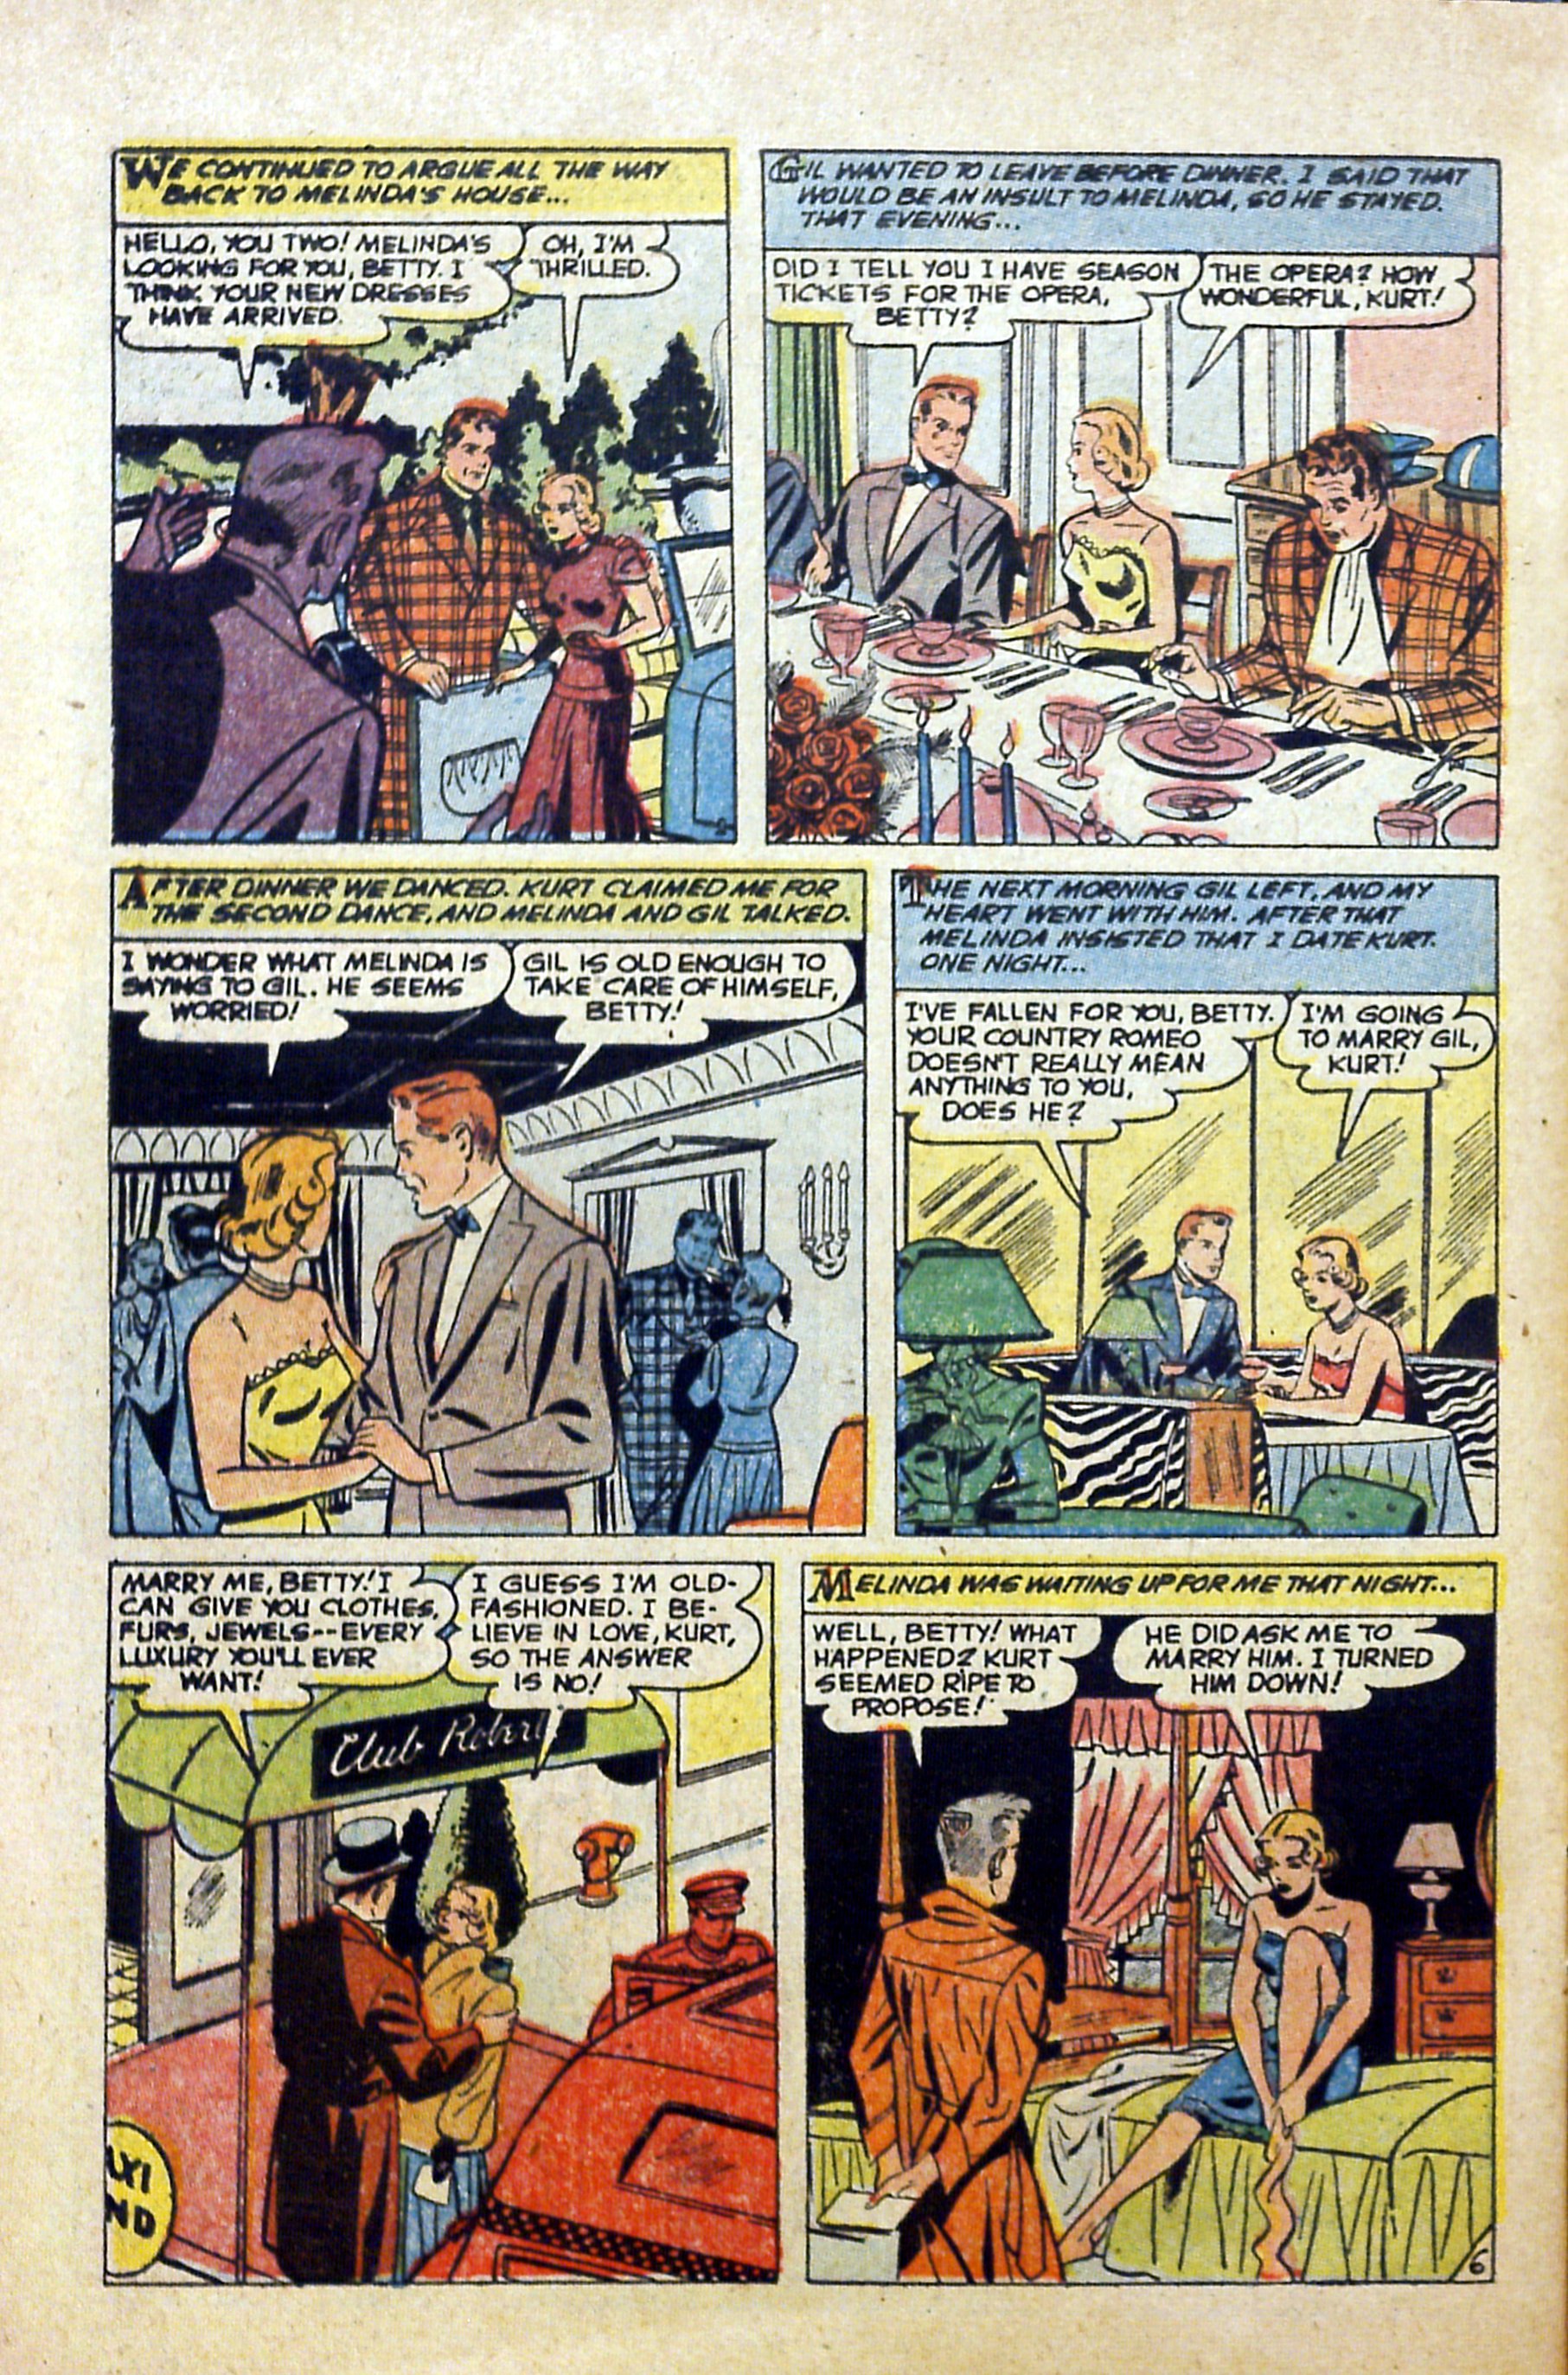 WE CONTINUED TO ARGUE ALL THE WAY
BACK TO MELINDA'S HOUSE...
HELLO, YOU TWO! MELINDA'S
LOOKING FOR YOU, BETTY. I
THINK YOUR NEW DRESSES
HAVE ARRIVED.
OH, I'M
THRILLED.
GIL WANTED TO LEAVE BEFORE DINNER. I SAID THAT
WOULD BE AN INSULT TO MELINDA, SO HE STAYED.
THAT EVENING...
DID I TELL YOU I HAVE SEASON
TICKETS FOR THE OPERA,
BETTY?
THE OPERA? HOW
WONDERFUL, KURT!
AFTER DINNER WE DANCED. KURT CLAIMED ME FOR
THE SECOND DANCE, AND MELINDA AND GIL TALKED.
I WONDER WHAT MELINDA IS
SAYING TO GIL. HE SEEMS
WORRIED!
GIL IS OLD ENOUGH TO
TAKE CARE OF HIMSELF,
BETTY!
THE NEXT MORNING GIL LEFT, AND MY
HEART WENT WITH HIM. AFTER THAT
MELINDA INSISTED THAT I DATE KURT.
ONE NIGHT...
I'VE FALLEN FOR YOU, BETTY.
YOUR COUNTRY ROMEO
DOESN'T REALLY MEAN
ANYTHING TO YOU,
DOES HE?
I'M GOING
TO MARRY GIL,
KURT!
MARRY ME, BETTY! I
CAN GIVE YOU CLOTHES,
FURS, JEWELS--EVERY
LUXURY YOU'LL EVER
WANT!
I GUESS I'M OLD-
FASHIONED. I BE-
LIEVE IN LOVE, KURT,
SO THE ANSWER
IS NO!
Club Robert
AXI
ND
MELINDA WAS WAITING UP FOR ME THAT NIGHT...
WELL, BETTY! WHAT
HAPPENED? KURT
SEEMED RIPE TO
PROPOSE!
HE DID ASK ME TO
MARRY HIM. I TURNED
HIM DOWN!
6